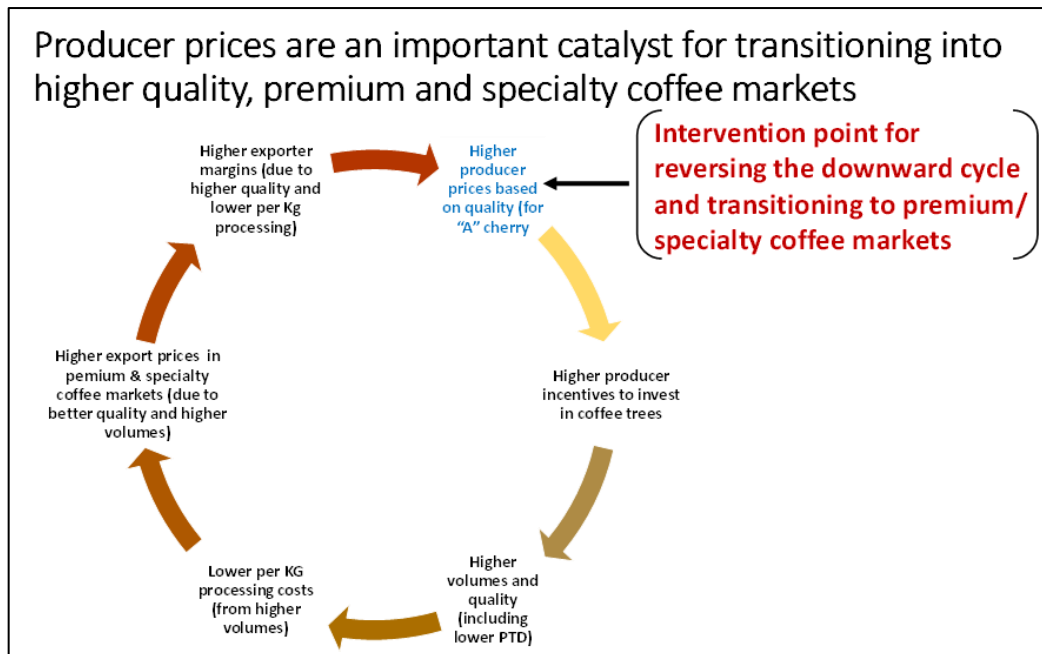 Producer prices are an important catalyst for transitioning into
higher quality, premium and specialty coffee markets
Intervention point for
reversing the downward cycle
and transitioning to premium/
specialty coffee markets
Higher
producer
prices based
on quality (for
“A” cherry
Higher producer
incentives to invest
in coffee trees
Higher
volumes and
quality
(including
lower PTD)
Lower per KG
processing costs
(from higher
volumes)
Higher export prices in
pemium & specialty
coffee markets (due to
better quality and higher
volumes)
Higher exporter
margins (due to
higher quality and
lower per Kg
processing)